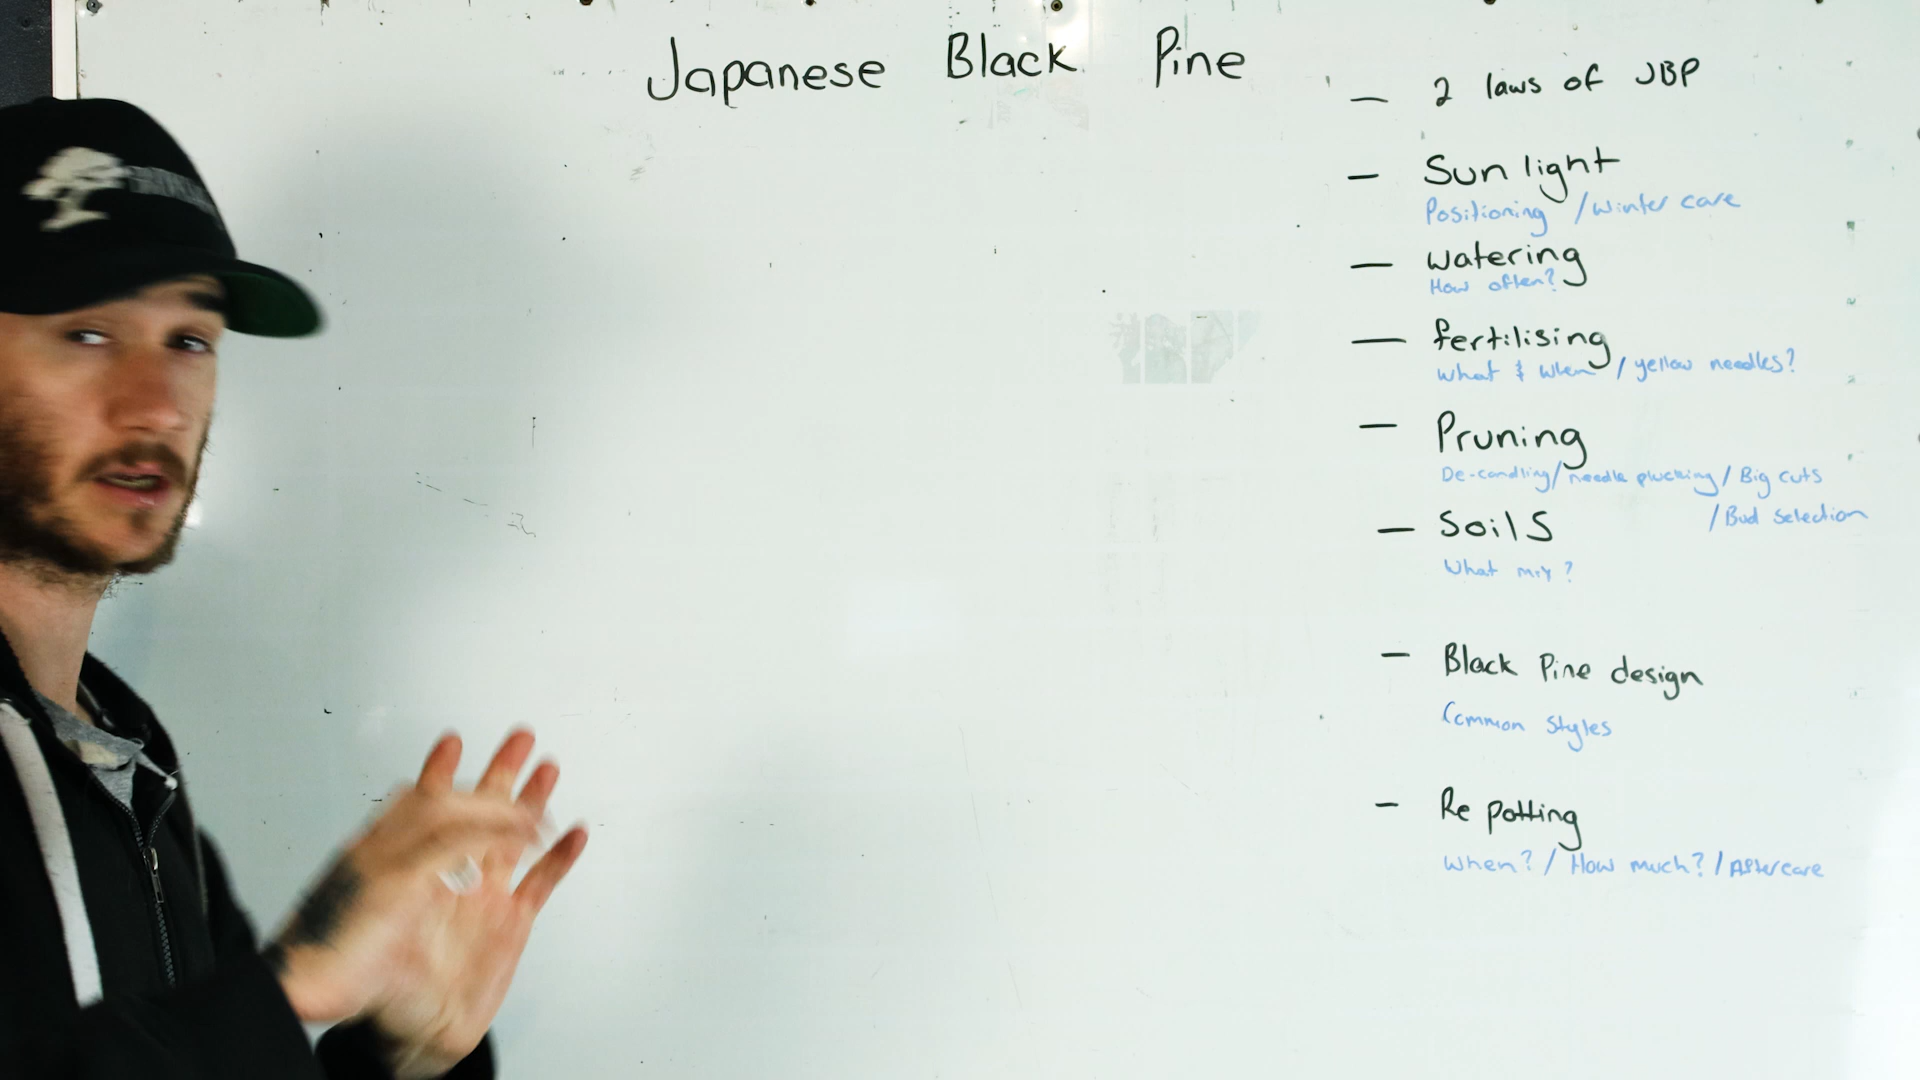 Japanese Black Pine
— 2 laws of JBP
— Sun light
Positioning / Winter care
— watering
How often?
— fertilising
What & When / yellow needles?
— Pruning
De-candling / needle plucking / Big cuts
/ Bud Selection
— Soils
What mix?
— Black Pine design
Common Styles
— Re potting
When? / How much? / Aftercare